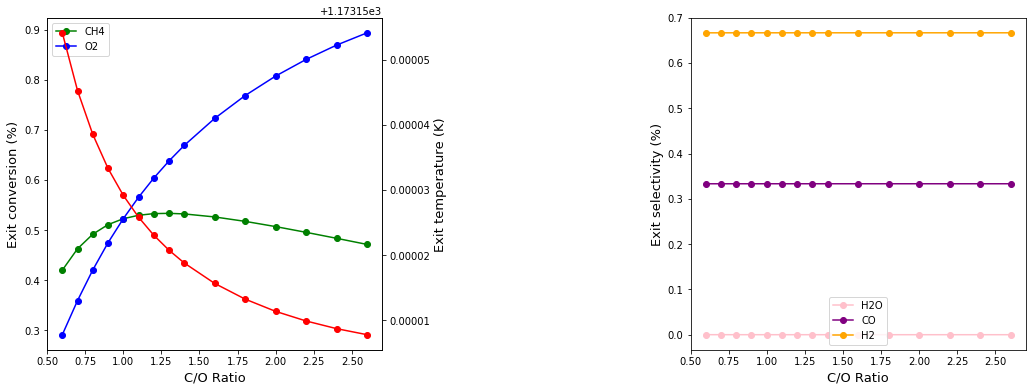 +1.17315e3
CH4
O2
0.9
0.8
0.7
0.6
0.5
0.4
0.3
Exit conversion (%)
0.50 0.75 1.00 1.25 1.50 1.75 2.00 2.25 2.50
C/O Ratio
0.00005
0.00004
0.00003
0.00002
0.00001
Exit temperature (K)
0.7
0.6
0.5
0.4
0.3
0.2
0.1
0.0
Exit selectivity (%)
H2O
CO
H2
0.50 0.75 1.00 1.25 1.50 1.75 2.00 2.25 2.50
C/O Ratio